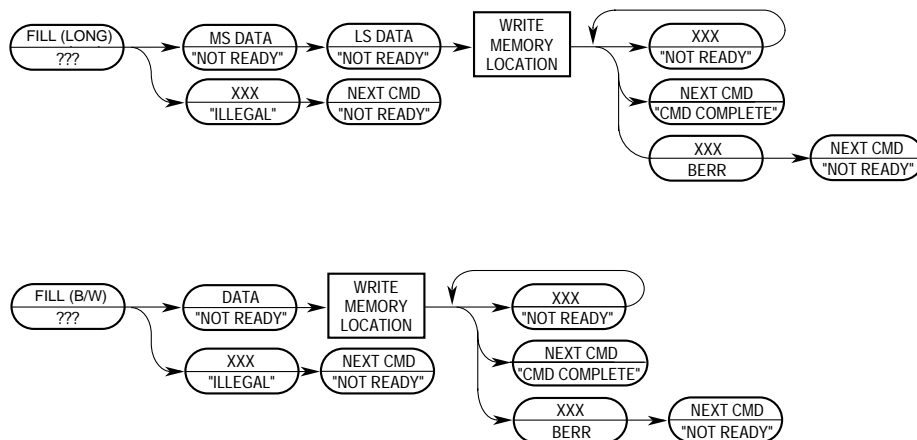 FILL (LONG)
???
MS DATA
"NOT READY"
LS DATA
"NOT READY"
WRITE
MEMORY
LOCATION
XXX
"NOT READY"
XXX
"ILLEGAL"
NEXT CMD
"NOT READY"
NEXT CMD
"CMD COMPLETE"
XXX
BERR
NEXT CMD
"NOT READY"
FILL (B/W)
???
DATA
"NOT READY"
WRITE
MEMORY
LOCATION
XXX
"NOT READY"
XXX
"ILLEGAL"
NEXT CMD
"NOT READY"
NEXT CMD
"CMD COMPLETE"
XXX
BERR
NEXT CMD
"NOT READY"